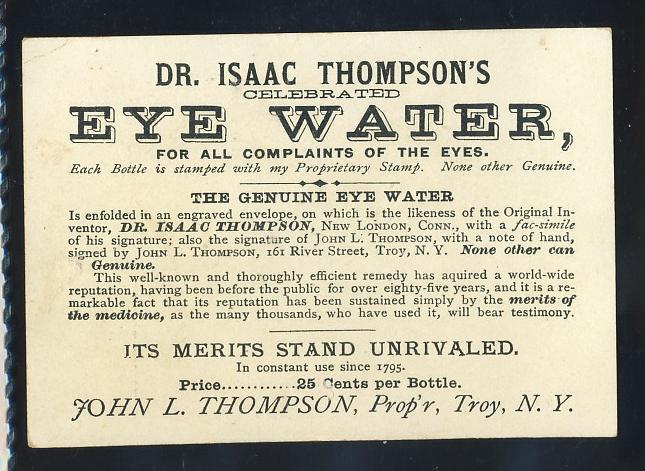 DR. ISAAC THOMPSON'S
CELEBRATED
EYE WATER,
FOR ALL COMPLAINTS OF THE EYES.
Each Bottle is stamped with my Proprietary Stamp. None other Genuine.
THE GENUINE EYE WATER
Is enfolded in an engraved envelope, on which is the likeness of the Original In-
ventor, DR. ISAAC THOMPSON, NEW LONDON, CONN., with a fac-simile
of his signature; also the signature of JOHN L. THOMPSON, with a note of hand,
signed by JOHN L. THOMPSON, 161 River Street, Troy, N. Y. None other can
Genuine.
This well-known and thoroughly efficient remedy has aquired a world-wide
reputation, having been before the public for over eighty-five years, and it is a re-
markable fact that its reputation has been sustained simply by the merits of
the medicine, as the many thousands, who have used it, will bear testimony.
ITS MERITS STAND UNRIVALED.
In constant use since 1795.
Price............25 Cents per Bottle.
JOHN L. THOMPSON, Prop'r, Troy, N. Y.